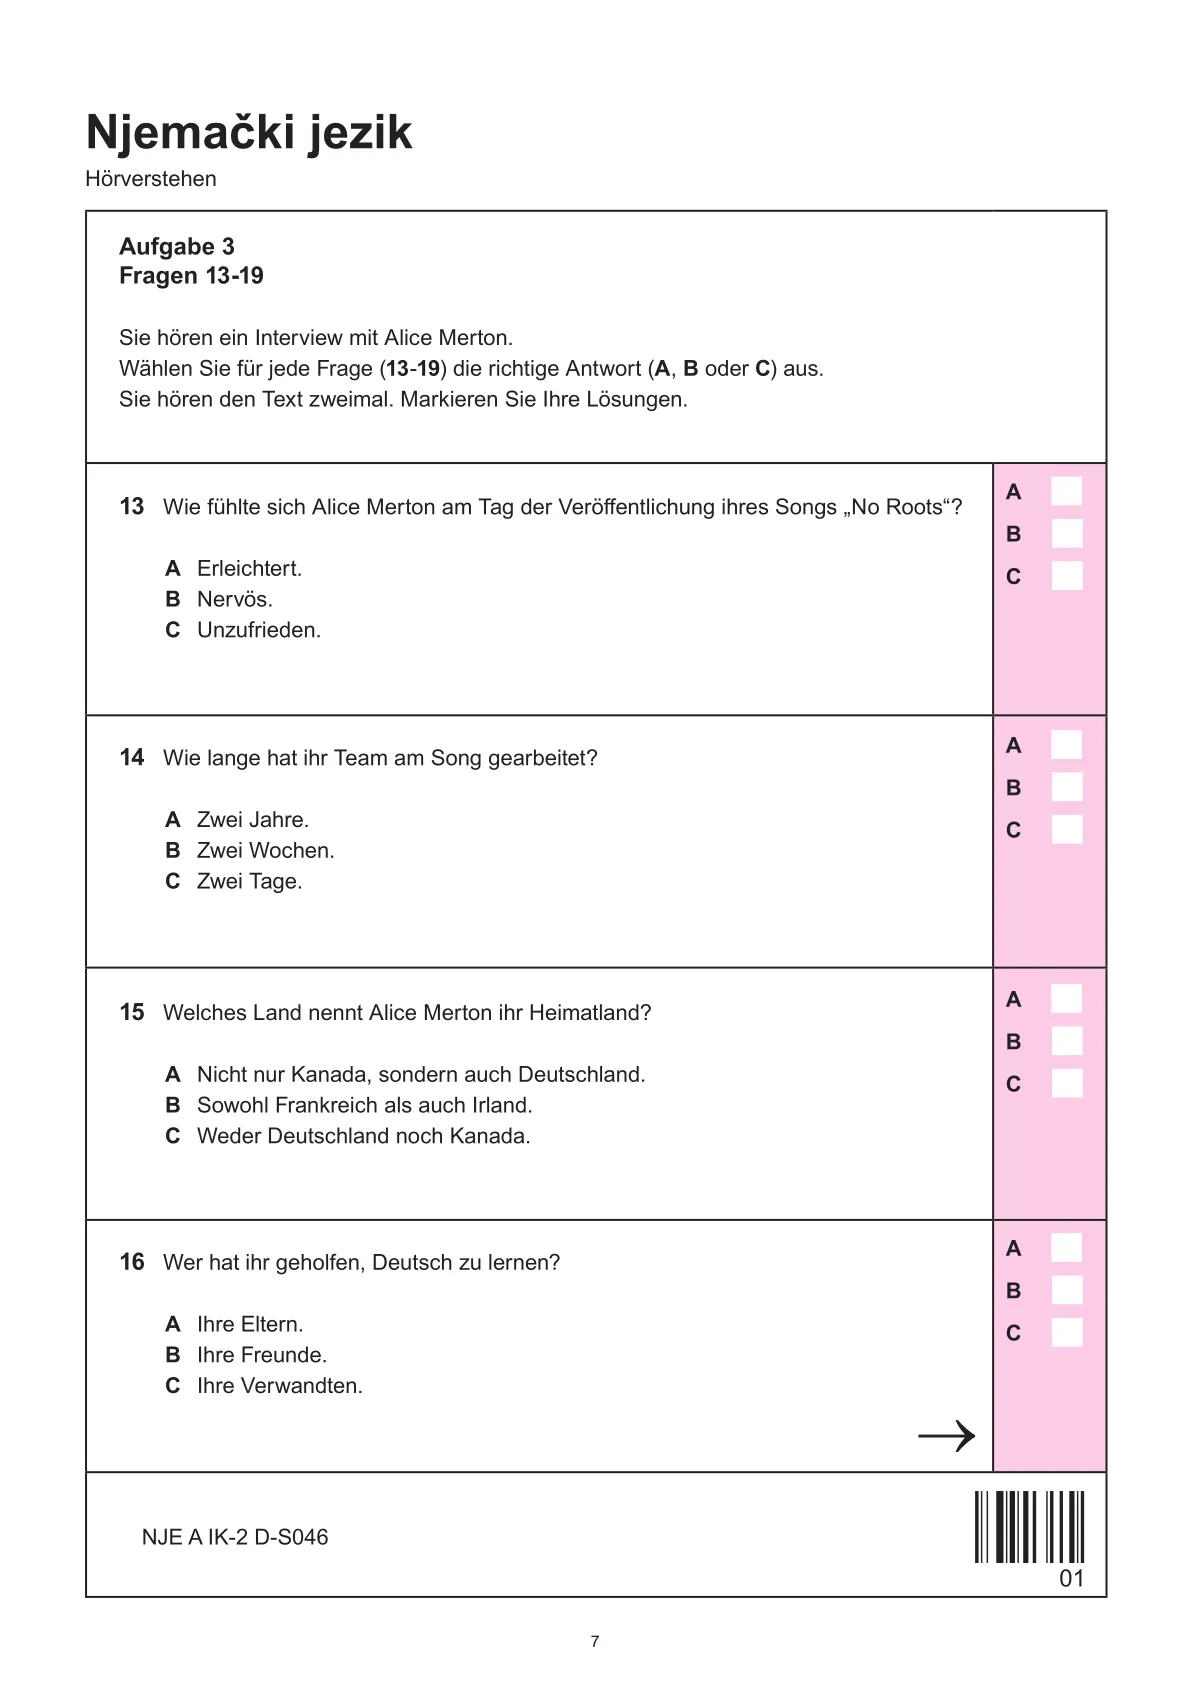 Njemački jezik
Hörverstehen
Aufgabe 3
Fragen 13-19
Sie hören ein Interview mit Alice Merton.
Wählen Sie für jede Frage (13-19) die richtige Antwort (A, B oder C) aus.
Sie hören den Text zweimal. Markieren Sie Ihre Lösungen.
13 Wie fühlte sich Alice Merton am Tag der Veröffentlichung ihres Songs „No Roots“?
A Erleichtert.
B Nervös.
C Unzufrieden.
A
B
C
14 Wie lange hat ihr Team am Song gearbeitet?
A Zwei Jahre.
B Zwei Wochen.
C Zwei Tage.
A
B
C
15 Welches Land nennt Alice Merton ihr Heimatland?
A Nicht nur Kanada, sondern auch Deutschland.
B Sowohl Frankreich als auch Irland.
C Weder Deutschland noch Kanada.
A
B
C
16 Wer hat ihr geholfen, Deutsch zu lernen?
A Ihre Eltern.
B Ihre Freunde.
C Ihre Verwandten.
A
B
C
NJE A IK-2 D-S046
01
7